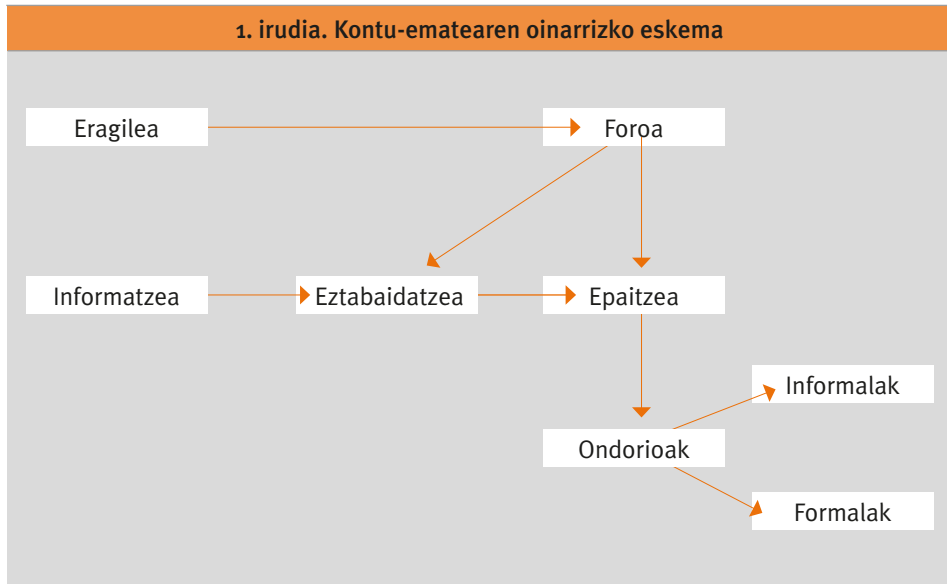 1. irudia. Kontu-ematearen oinarrizko eskema
Eragilea
Foroa
Informatzea
Eztabaidatzea
Epaitzea
Informalak
Ondorioak
Formalak